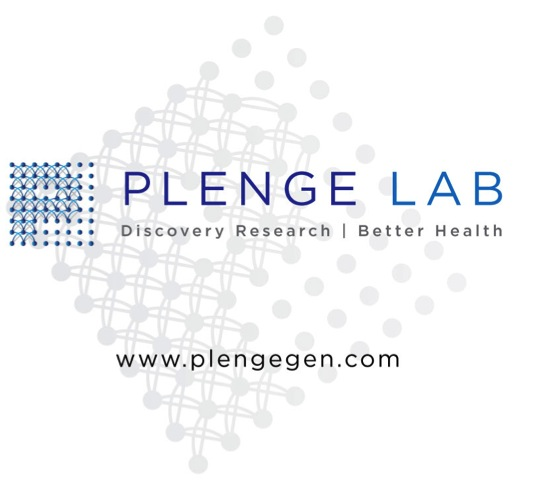 PLENGE LAB
Discovery Research | Better Health
www.plengegen.com